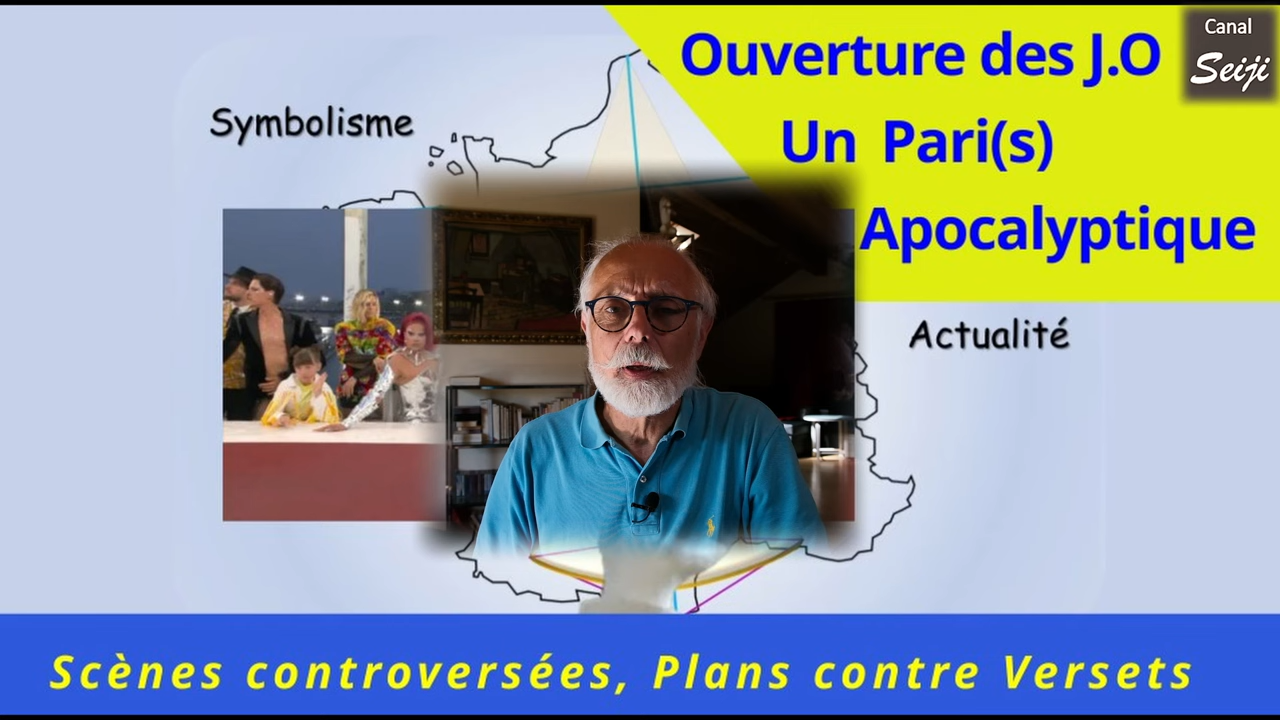 Ouverture des J.O
Canal
Seiji
Un Pari(s)
Apocalyptique
Symbolisme
Actualité
Scènes controversées, Plans contre Versets